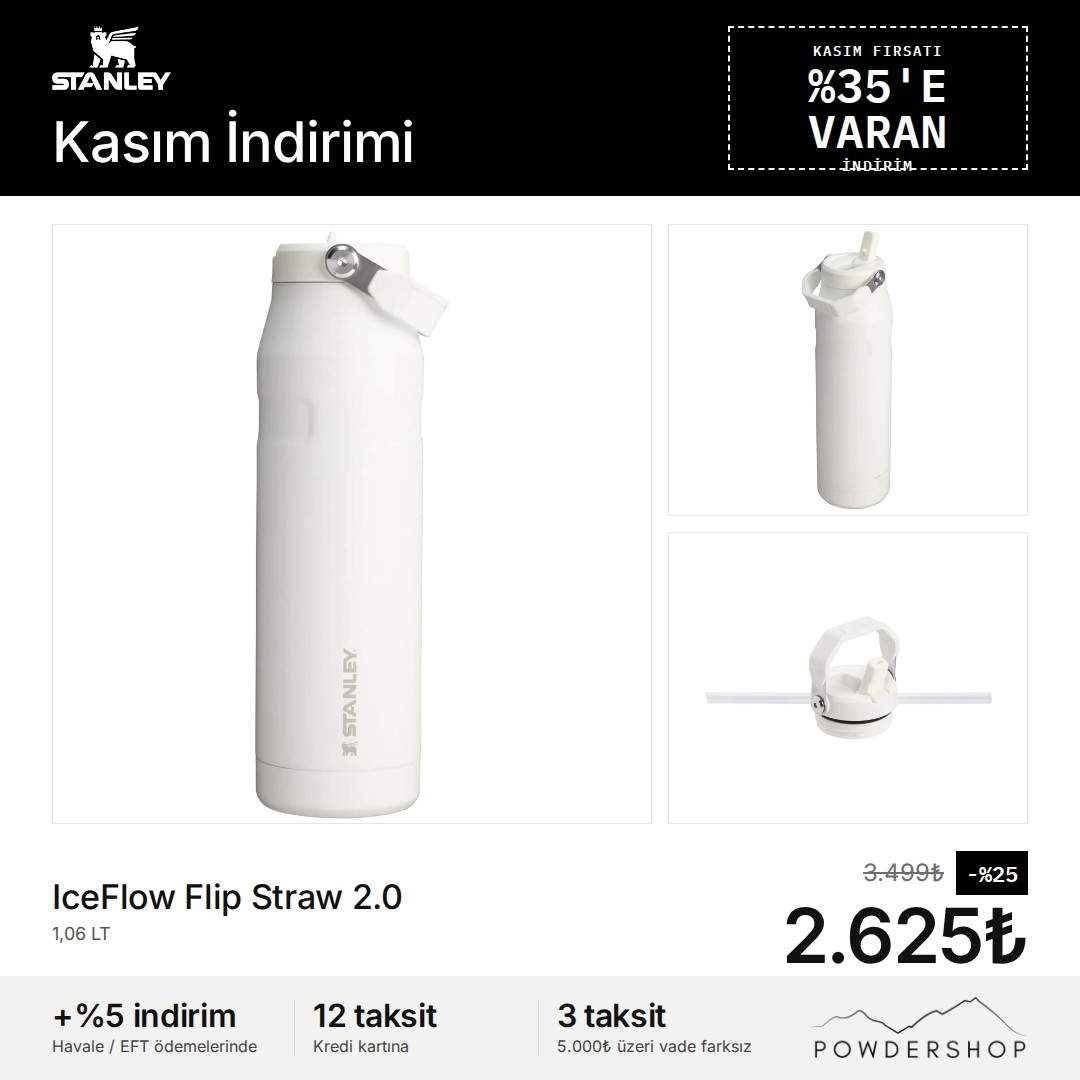 STANLEY
Kasım İndirimi
KASIM FIRSATI
%35'E
VARAN
İNDİRİM
STANLEY
IceFlow Flip Straw 2.0
1,06 LT
3.499₺
-%25
2.625₺
+%5 indirim
Havale / EFT ödemelerinde
12 taksit
Kredi kartına
3 taksit
5.000₺ üzeri vade farksız
POWDERSHOP